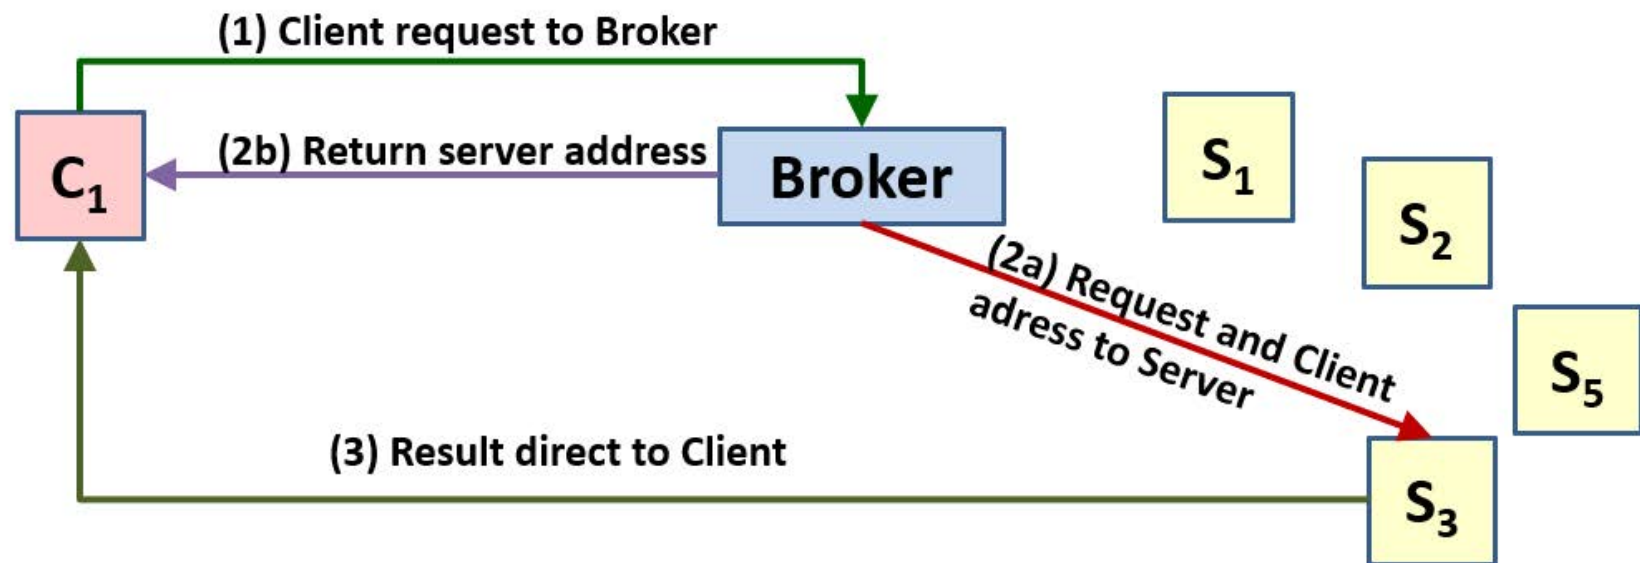 (1) Client request to Broker
C1
(2b) Return server address
Broker
S1
S2
(2a) Request and Client
adress to Server
S5
(3) Result direct to Client
S3